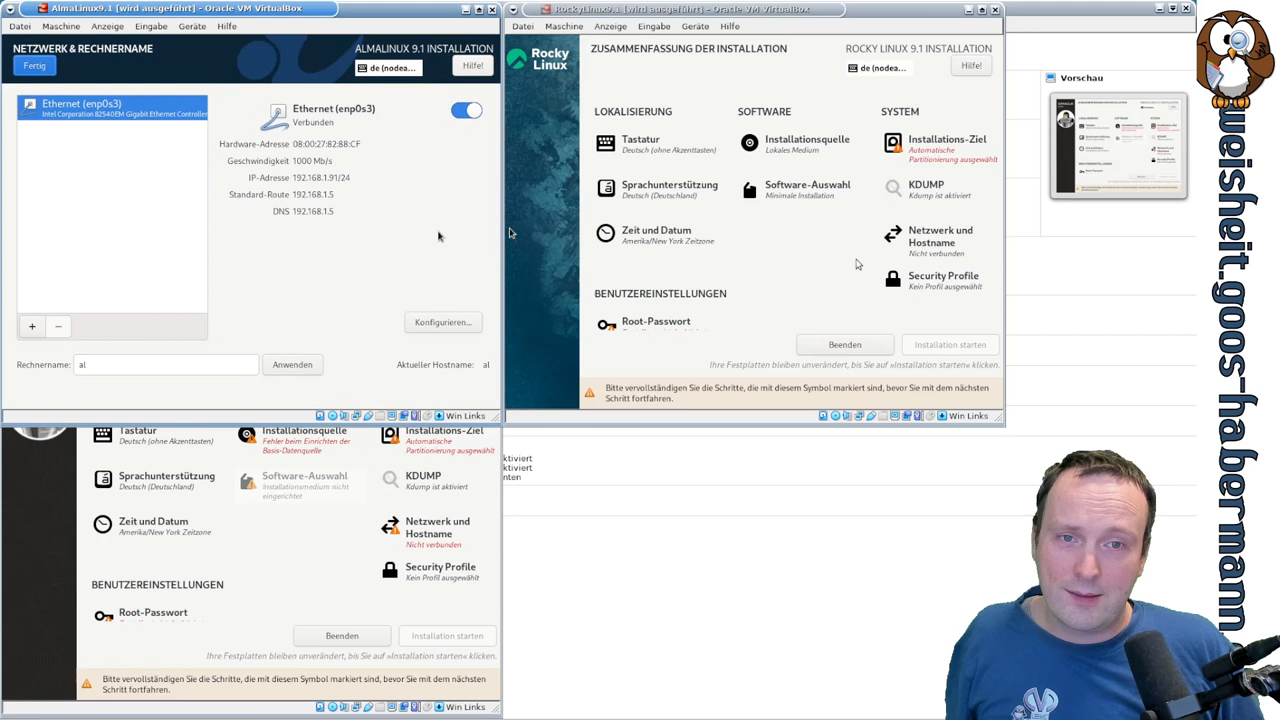 AlmaLinux9.1 [wird ausgeführt] - Oracle VM VirtualBox
Datei Maschine Anzeige Eingabe Geräte Hilfe
NETZWERK & RECHNERNAME
ALMALINUX 9.1 INSTALLATION
Fertig
de (nodea...
Hilfe!
Ethernet (enp0s3)
Intel Corporation 82540EM Gigabit Ethernet Controller
Ethernet (enp0s3)
Verbunden
Hardware-Adresse 08:00:27:82:88:CF
Geschwindigkeit 1000 Mb/s
IP-Adresse 192.168.1.91/24
Standard-Route 192.168.1.5
DNS 192.168.1.5
+ −
Konfigurieren...
Rechnername: al
Anwenden
Aktueller Hostname: al
Win Links
RockyLinux9.1 [wird ausgeführt] - Oracle VM VirtualBox
Datei Maschine Anzeige Eingabe Geräte Hilfe
Rocky
Linux
ZUSAMMENFASSUNG DER INSTALLATION
ROCKY LINUX 9.1 INSTALLATION
de (nodea...
Hilfe!
LOKALISIERUNG
Tastatur
Deutsch (ohne Akzenttasten)
Sprachunterstützung
Deutsch (Deutschland)
Zeit und Datum
Amerika/New York Zeitzone
SOFTWARE
Installationsquelle
Lokales Medium
Software-Auswahl
Minimale Installation
SYSTEM
Installations-Ziel
Automatische
Partitionierung ausgewählt
KDUMP
Kdump ist aktiviert
Netzwerk und
Hostname
Nicht verbunden
Security Profile
Kein Profil ausgewählt
BENUTZEREINSTELLUNGEN
Root-Passwort
Beenden
Installation starten
Ihre Festplatten bleiben unverändert, bis Sie auf »Installation starten« klicken.
Bitte vervollständigen Sie die Schritte, die mit diesem Symbol markiert sind, bevor Sie mit dem nächsten
Schritt fortfahren.
Win Links
Vorschau
Tastatur
Deutsch (ohne Akzenttasten)
Sprachunterstützung
Deutsch (Deutschland)
Zeit und Datum
Amerika/New York Zeitzone
Installationsquelle
Fehler beim Einrichten der
Basis-Datenquelle
Software-Auswahl
Installationsmedium nicht
eingerichtet
Installations-Ziel
Automatische
Partitionierung ausgewählt
KDUMP
Kdump ist aktiviert
Netzwerk und
Hostname
Nicht verbunden
Security Profile
Kein Profil ausgewählt
BENUTZEREINSTELLUNGEN
Root-Passwort
Beenden
Installation starten
Ihre Festplatten bleiben unverändert, bis Sie auf »Installation starten« klicken.
Bitte vervollständigen Sie die Schritte, die mit diesem Symbol markiert sind, bevor Sie mit dem nächsten
Schritt fortfahren.
Win Links
weisheit.goos-habermann.